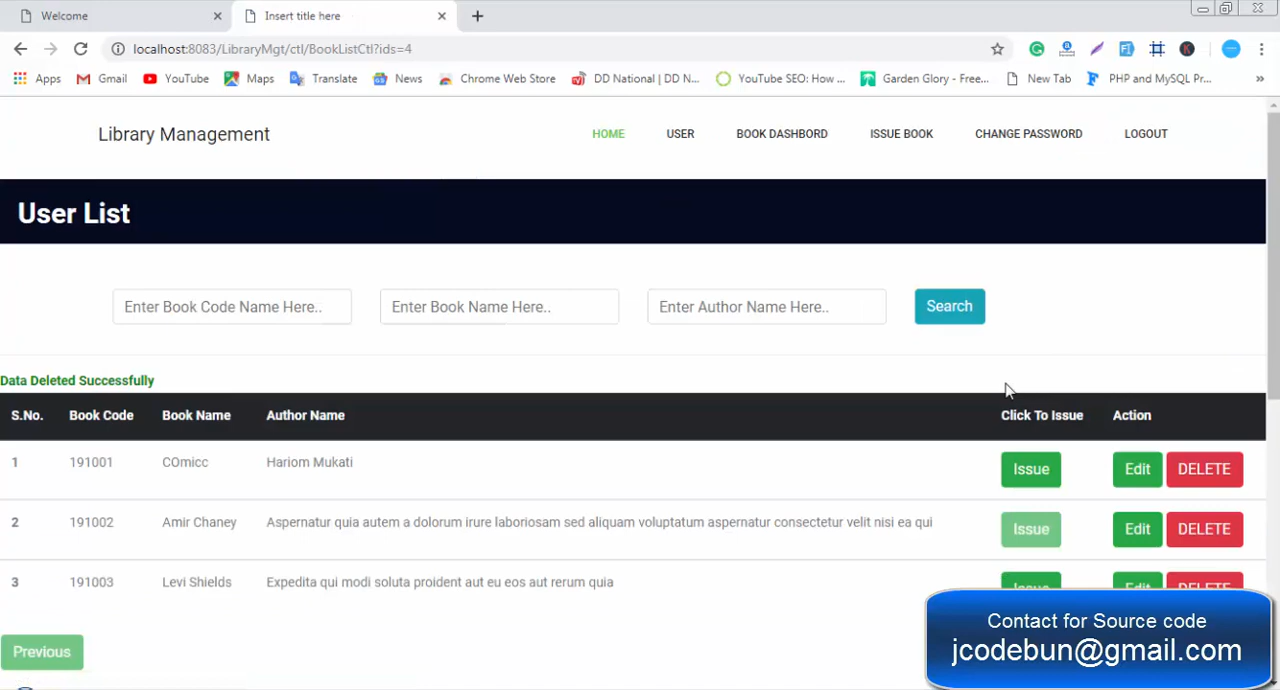 Welcome
Insert title here
localhost:8083/LibraryMgt/ctl/BookListCtl?ids=4
Apps Gmail YouTube Maps Translate News Chrome Web Store DD National | DD N... YouTube SEO: How ... Garden Glory - Free... New Tab PHP and MySQL Pr... »
Library Management HOME USER BOOK DASHBORD ISSUE BOOK CHANGE PASSWORD LOGOUT
User List
Enter Book Code Name Here.. Enter Book Name Here.. Enter Author Name Here.. Search
Data Deleted Successfully
S.No. Book Code Book Name Author Name Click To Issue Action
1 191001 COmicc Hariom Mukati Issue Edit DELETE
2 191002 Amir Chaney Aspernatur quia autem a dolorum irure laboriosam sed aliquam voluptatum aspernatur consectetur velit nisi ea qui Issue Edit DELETE
3 191003 Levi Shields Expedita qui modi soluta proident aut eu eos aut rerum quia Issue Edit DELETE
Previous
Contact for Source code
jcodebun@gmail.com